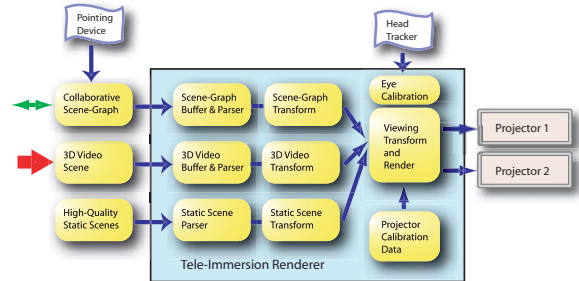 Pointing
Device
Head
Tracker
Collaborative
Scene-Graph
Scene-Graph
Buffer & Parser
Scene-Graph
Transform
Eye
Calibration
Viewing
Transform
and
Render
Projector 1
3D Video
Scene
3D Video
Buffer & Parser
3D Video
Transform
Projector 2
High-Quality
Static Scenes
Static Scene
Parser
Static Scene
Transform
Projector
Calibration
Data
Tele-Immersion Renderer